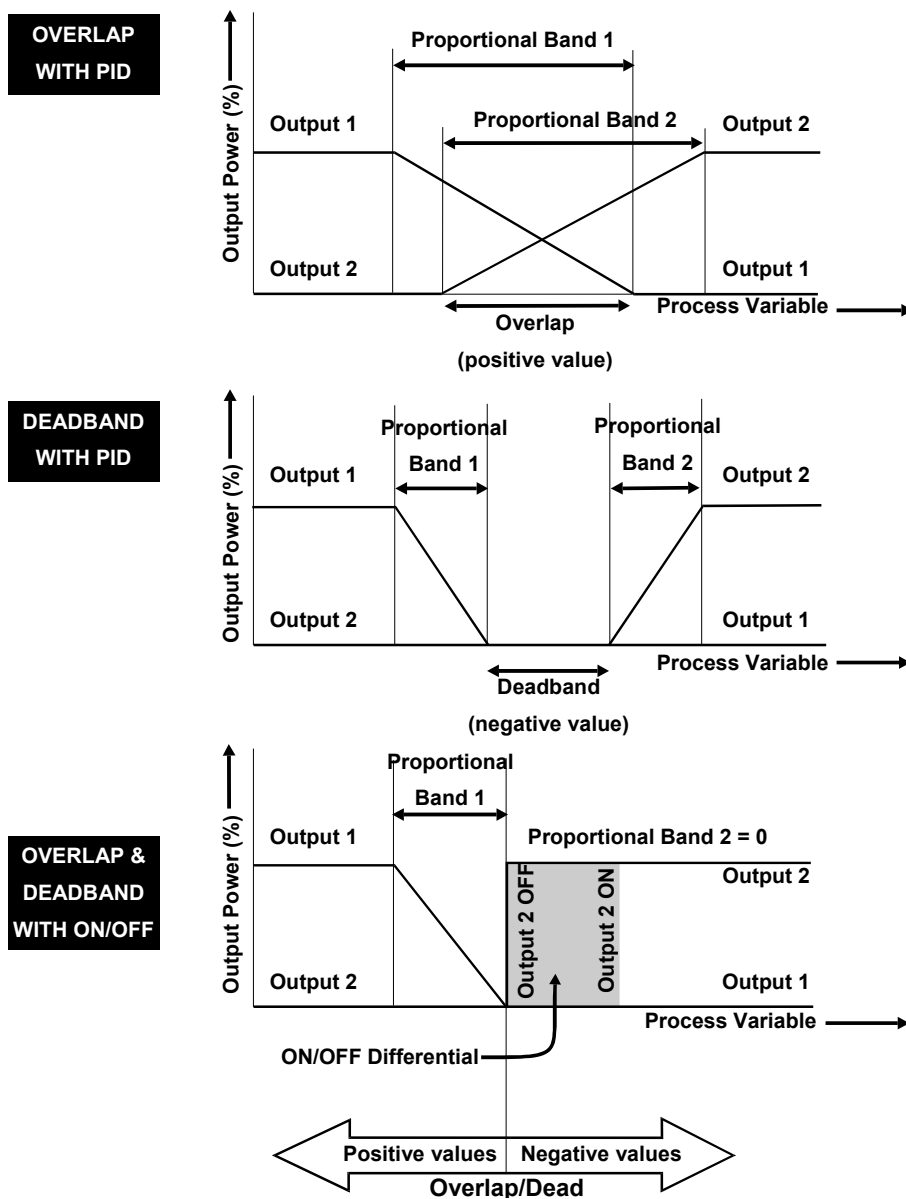 OVERLAP
WITH PID
Output Power (%)
Proportional Band 1
Output 1
Proportional Band 2
Output 2
Output 2
Output 1
Process Variable
Overlap
(positive value)
DEADBAND
WITH PID
Output Power (%)
Proportional
Band 1
Proportional
Band 2
Output 1
Output 2
Output 2
Output 1
Process Variable
Deadband
(negative value)
OVERLAP &
DEADBAND
WITH ON/OFF
Output Power (%)
Proportional
Band 1
Output 1
Proportional Band 2 = 0
Output 2 OFF
Output 2 ON
Output 2
Output 2
Output 1
Process Variable
ON/OFF Differential
Positive values
Negative values
Overlap/Dead